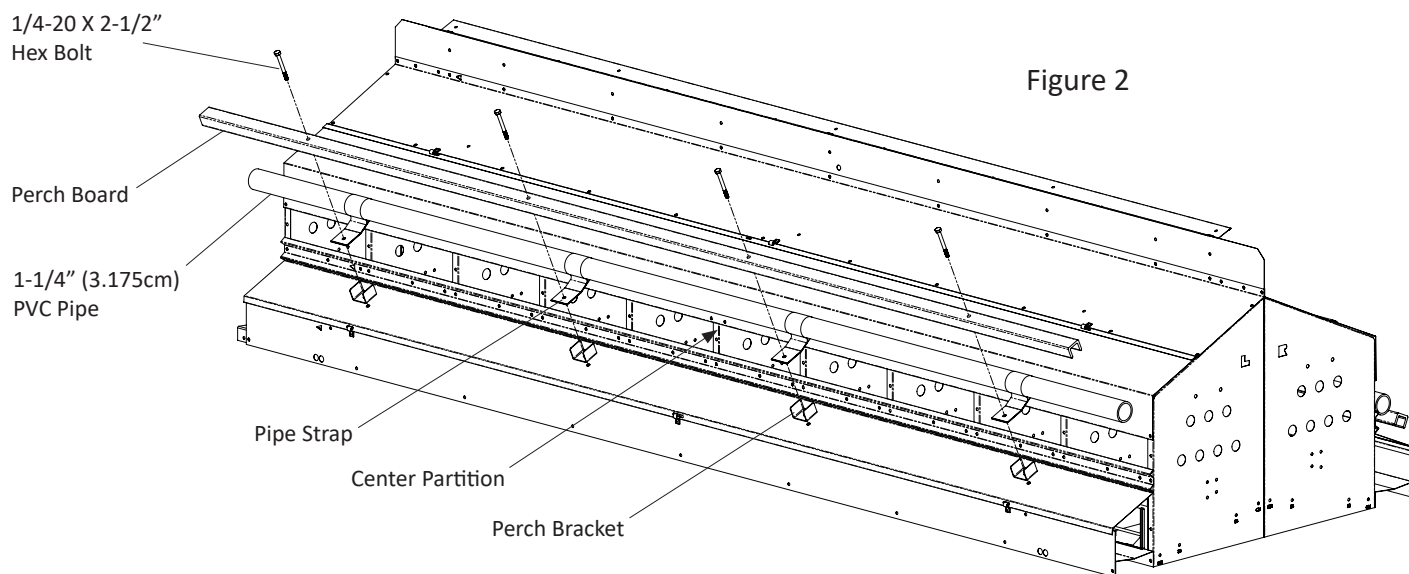 1/4-20 X 2-1/2”
Hex Bolt
Figure 2
Perch Board
1-1/4” (3.175cm)
PVC Pipe
Pipe Strap
Center Partition
Perch Bracket
L
R